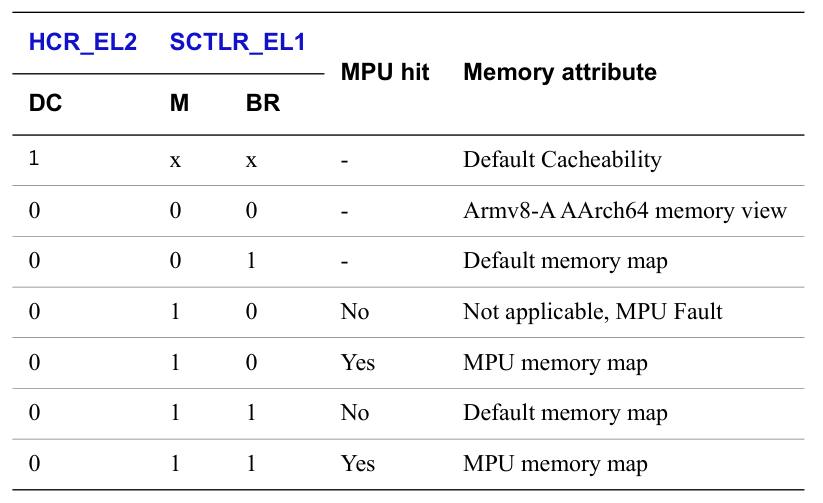 HCR_EL2 SCTLR_EL1 MPU hit Memory attribute
DC M BR
1 x x - Default Cacheability
0 0 0 - Armv8-A AArch64 memory view
0 0 1 - Default memory map
0 1 0 No Not applicable, MPU Fault
0 1 0 Yes MPU memory map
0 1 1 No Default memory map
0 1 1 Yes MPU memory map